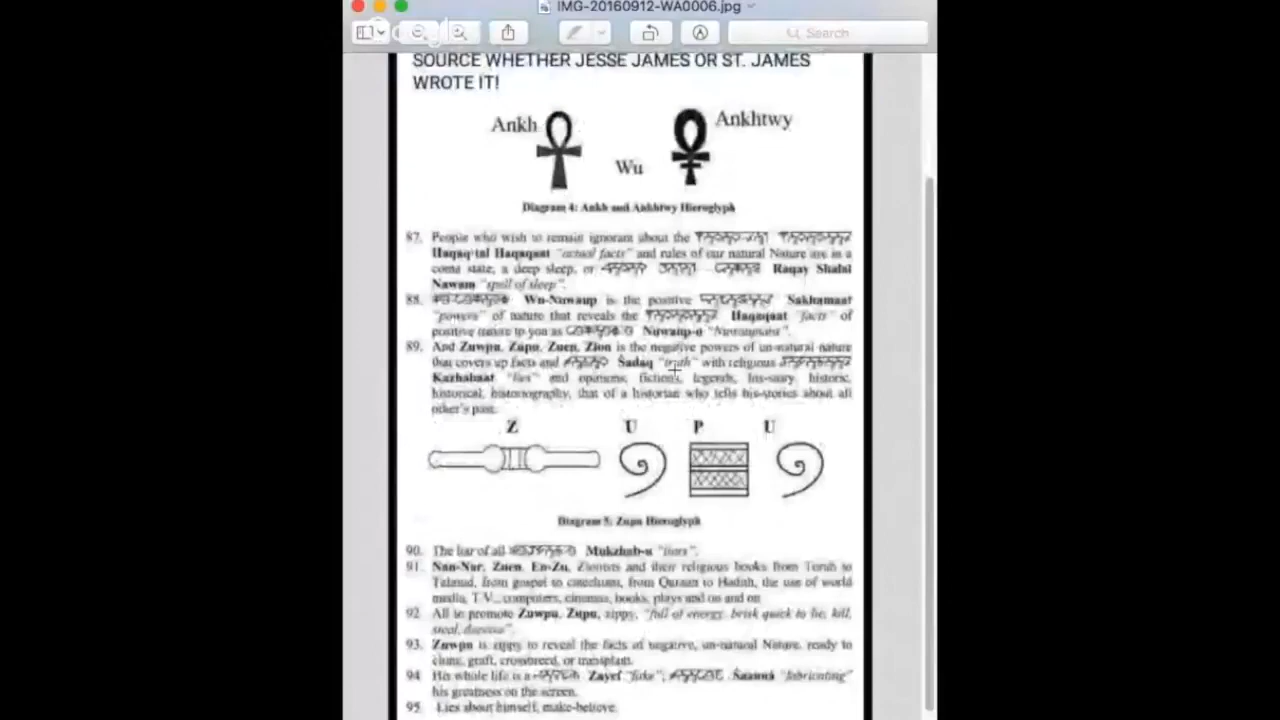 IMG-20160912-WA0006.jpg
Search
SOURCE WHETHER JESSE JAMES OR ST. JAMES
WROTE IT!
Ankh
Ankhtwy
Wu
Diagram 4: Ankh and Ankhtwy Hieroglyph
87. People who wish to remain ignorant about the
Haqaq-tal Haqaqaat "actual facts" and rules of our natural Nature are in a
coma state, a deep sleep, or Raqay Shabi
Nawam "spell of sleep".
88. Wu-Nuwaup is the positive Sakhamaat
"powers" of nature that reveals the Haqaqaat "facts" of
positive nature to you as Nuwaup-u
89. And Zuwpu, Zupu, Zuen, Zion is the negative powers of un-natural nature
that covers up facts and Sadaq "truth" with religious
Kazhabaat "lies" and opinions, fictions, legends, historic,
historical, historiography, that of a historian who tells his-stories about all
other's past.
Z U P U
Diagram 5: Zupu Hieroglyph
90. The liar of all Mukzhab-u "liars".
91. Nan-Nar, Zuen, En-Zu, Zionists and their religious books from Torah to
Talmud, from gospel to catechism, from Quraan to Hadith, the use of world
media, T.V., computers, cinemas, books, plays and on and on
92. All to promote Zuwpu, Zupu, zippy, "full of energy, brisk quick to lie, kill,
steal,
93. Zuwpu is zippy to reveal the facts of negative, un-natural Nature, ready to
clone, graft, crossbreed, or transplant.
94. His whole life is a Zayef "fake", "fabricating"
his greatness on the screen.
95. Lies about himself, make-believe.